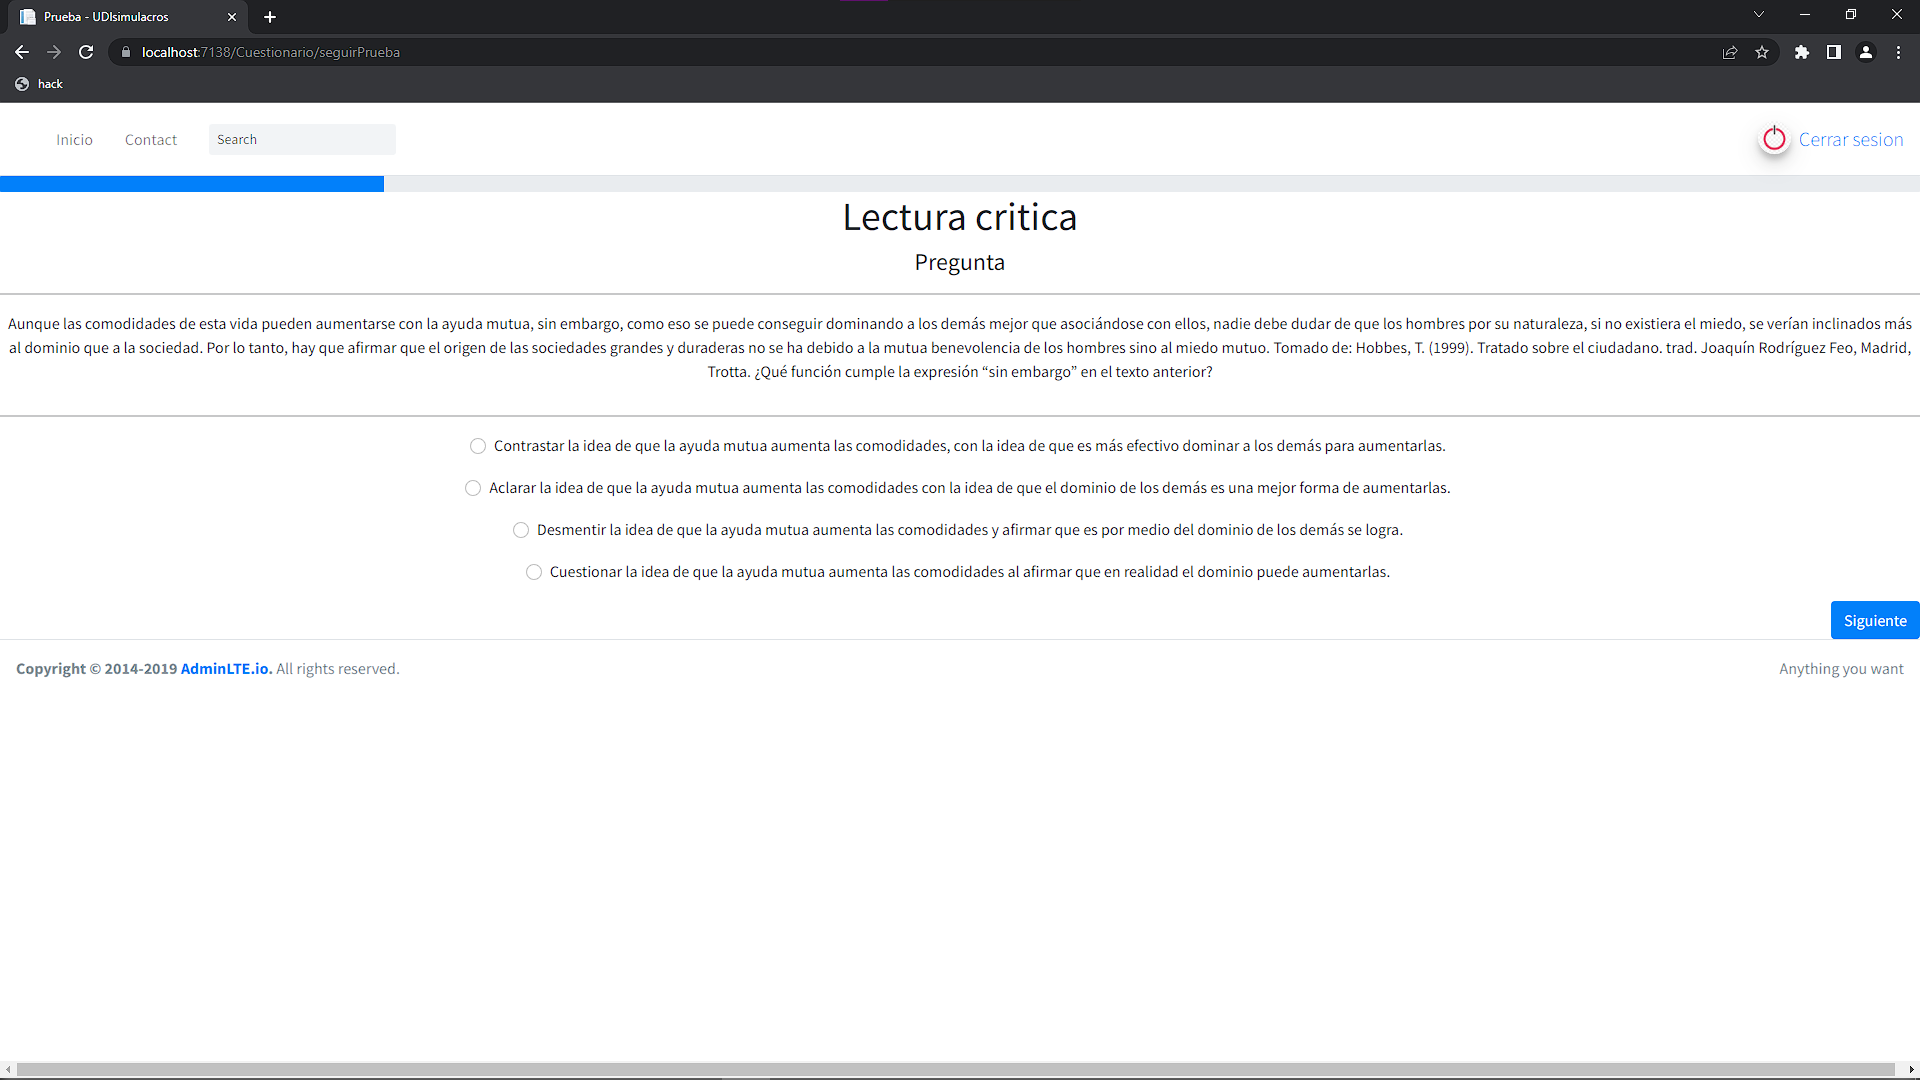 Prueba - UDIsimulacros
localhost:7138/Cuestionario/seguirPrueba
hack
Inicio
Contact
Search
Cerrar sesion
Lectura critica
Pregunta
Aunque las comodidades de esta vida pueden aumentarse con la ayuda mutua, sin embargo, como eso se puede conseguir dominando a los demás mejor que asociándose con ellos, nadie debe dudar de que los hombres por su naturaleza, si no existiera el miedo, se verían inclinados más
al dominio que a la sociedad. Por lo tanto, hay que afirmar que el origen de las sociedades grandes y duraderas no se ha debido a la mutua benevolencia de los hombres sino al miedo mutuo. Tomado de: Hobbes, T. (1999). Tratado sobre el ciudadano. trad. Joaquín Rodríguez Feo, Madrid,
Trotta. ¿Qué función cumple la expresión “sin embargo” en el texto anterior?
Contrastar la idea de que la ayuda mutua aumenta las comodidades, con la idea de que es más efectivo dominar a los demás para aumentarlas.
Aclarar la idea de que la ayuda mutua aumenta las comodidades con la idea de que el dominio de los demás es una mejor forma de aumentarlas.
Desmentir la idea de que la ayuda mutua aumenta las comodidades y afirmar que es por medio del dominio de los demás se logra.
Cuestionar la idea de que la ayuda mutua aumenta las comodidades al afirmar que en realidad el dominio puede aumentarlas.
Siguiente
Copyright © 2014-2019 AdminLTE.io. All rights reserved.
Anything you want